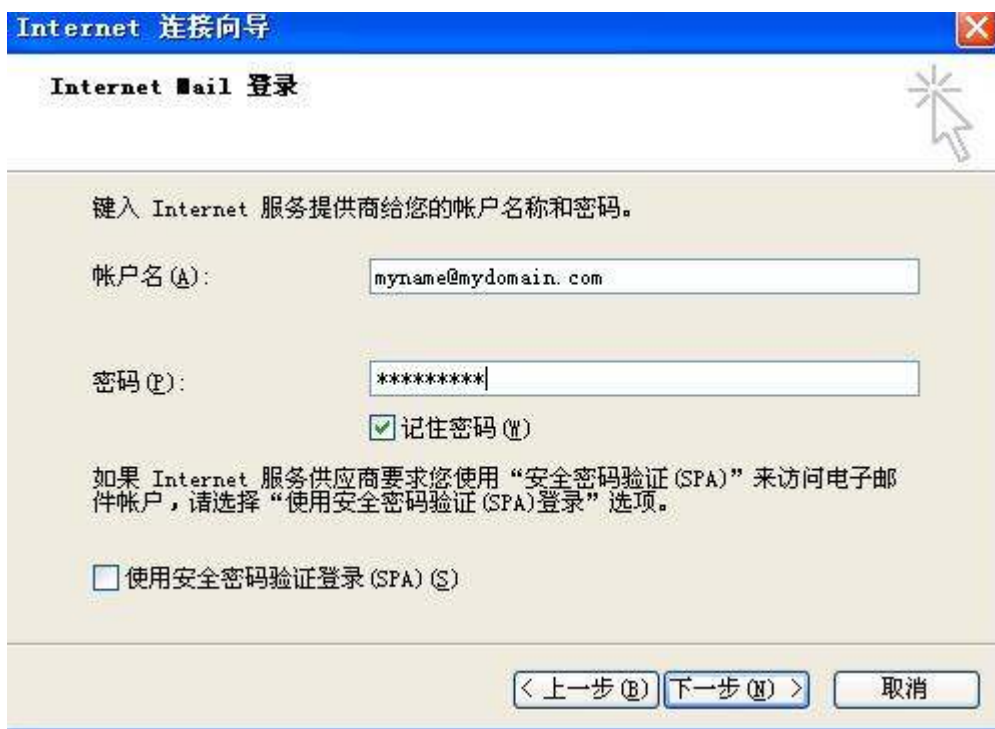 Internet 连接向导
Internet Mail 登录
键入 Internet 服务提供商给您的帐户名称和密码。
帐户名(A):
myname@mydomain.com
密码(P):
*********
记住密码(W)
如果 Internet 服务供应商要求您使用“安全密码验证(SPA)”来访问电子邮
件帐户，请选择“使用安全密码验证(SPA)登录”选项。
使用安全密码验证登录(SPA)(S)
< 上一步(B) 下一步(N) > 取消